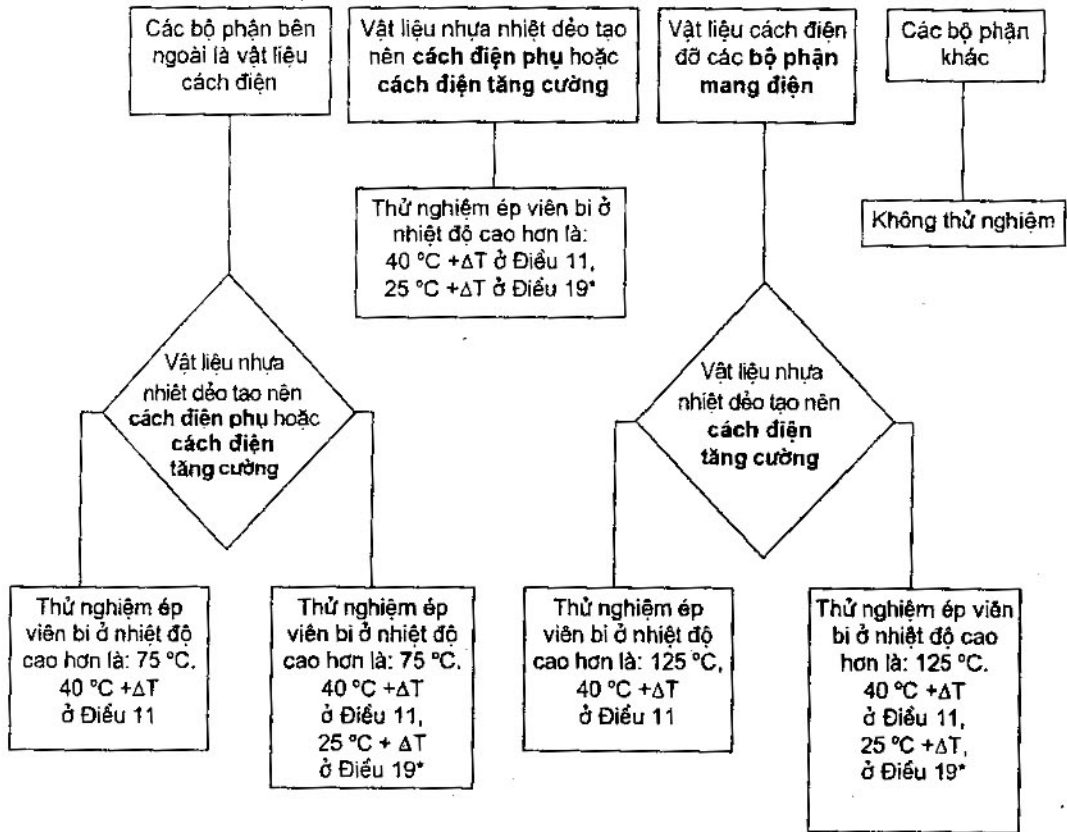 Các bộ phận bên
ngoài là vật liệu
cách điện
Vật liệu nhựa nhiệt dẻo tạo
nên cách điện phụ hoặc
cách điện tăng cường
Vật liệu cách điện
đỡ các bộ phận
mang điện
Các bộ phận
khác
Thử nghiệm ép viên bi ở
nhiệt độ cao hơn là:
40 °C +ΔT ở Điều 11,
25 °C +ΔT ở Điều 19*
Không thử nghiệm
Vật liệu nhựa
nhiệt dẻo tạo nên
cách điện phụ hoặc
cách điện
tăng cường
Vật liệu nhựa
nhiệt dẻo tạo nên
cách điện
tăng cường
Thử nghiệm ép
viên bi ở nhiệt độ
cao hơn là: 75 °C.
40 °C +ΔT
ở Điều 11
Thử nghiệm ép
viên bi ở nhiệt độ
cao hơn là: 75 °C.
40 °C +ΔT
ở Điều 11,
25 °C + ΔT
ở Điều 19*
Thử nghiệm ép
viên bi ở nhiệt độ
cao hơn là: 125 °C,
40 °C +ΔT
ở Điều 11
Thử nghiệm ép viên
bi ở nhiệt độ cao
hơn là: 125 °C.
40 °C +ΔT
ở Điều 11,
25 °C +ΔT,
ở Điều 19*